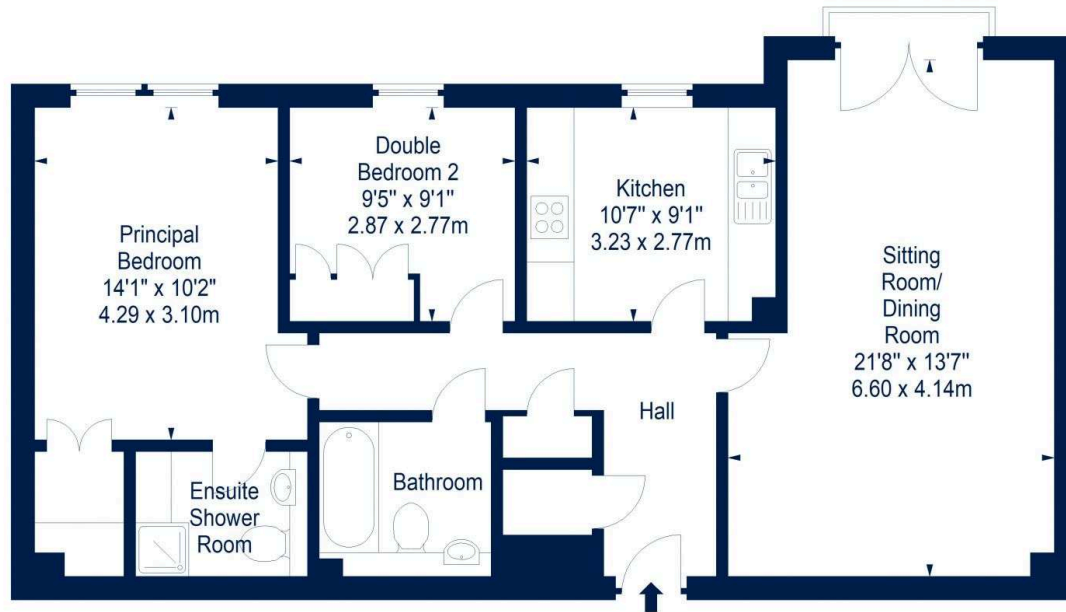 Principal
Bedroom
14'1" x 10'2"
4.29 x 3.10m
Double
Bedroom 2
9'5" x 9'1"
2.87 x 2.77m
Kitchen
10'7" x 9'1"
3.23 x 2.77m
Sitting
Room/
Dining
Room
21'8" x 13'7"
6.60 x 4.14m
Hall
Ensuite
Shower
Room
Bathroom